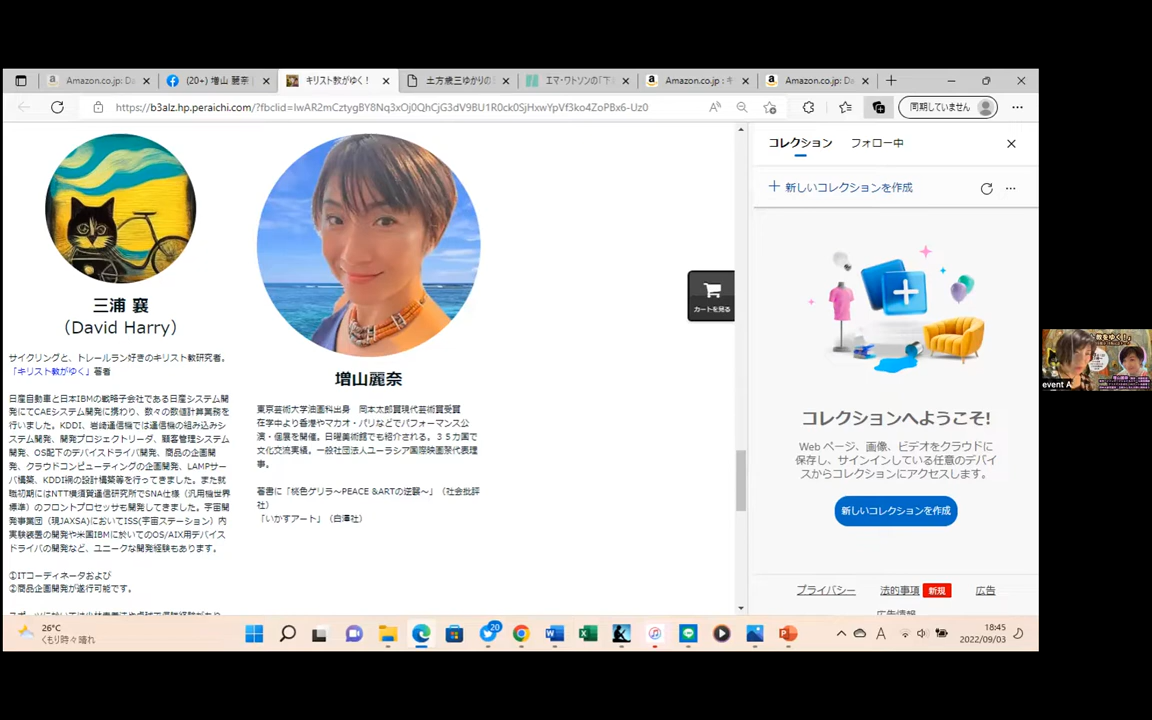 Amazon.co.jp: Da
(20+) 増山 麗奈
キリスト教がゆく!
土方歳三ゆかりの
エマ・ワトソンの「下
Amazon.co.jp : キ
Amazon.co.jp: Da
https://b3alz.hp.peraichi.com/?fbclid=IwAR2mCztygBY8Nq3xOj0QhCjG3dV9BU1R0ck0SjHxwYpVf3ko4ZoPBx6-Uz0
同期していません
三浦 襄
(David Harry)
サイクリングと、トレールラン好きのキリスト教研究者。
「キリスト教がゆく」著者
日産自動車と日本IBMの戦略子会社である日産システム開
発にてCAEシステム開発に携わり、数々の数値計算業務を
行いました。KDDI、岩崎通信機では通信機の組み込みシ
ステム開発、開発プロジェクトリーダ、顧客管理システム
開発、OS配下のデバイスドライバ開発、商品の企画開
発、クラウドコンピューティングの企画開発、LAMPサー
バ構築、KDDI網の設計構築等を行ってきました。また就
職初期にはNTT横須賀通信研究所でSNA仕様(汎用機世界
標準)のフロントプロセッサも開発してきました。宇宙開
発事業団(現JAXSA)においてISS(宇宙ステーション)内
実験装置の開発や米国IBMに於いてのOS/AIX用デバイス
ドライバの開発など、ユニークな開発経験もあります。
①ITコーディネータおよび
②商品企画開発が遂行可能です。
増山麗奈
東京芸術大学油画科出身 岡本太郎賞現代芸術賞受賞
在学中より香港やマカオ・パリなどでパフォーマンス公
演・個展を開催。日曜美術館でも紹介される。35カ国で
文化交流実績。一般社団法人ユーラシア国際映画祭代表理
事。
著書に「桃色ゲリラ〜PEACE &ARTの逆襲〜」(社会批評
社)
「いかすアート」(白澤社)
カートを見る
コレクション フォロー中
新しいコレクションを作成
コレクションへようこそ!
Web ページ、画像、ビデオをクラウドに
保存し、サインインしている任意のデバイ
スからコレクションにアクセスします。
新しいコレクションを作成
プライバシー 法的事項 新規 広告
広告情報
event A
26°C
くもり時々晴れ
20
A
18:45
2022/09/03